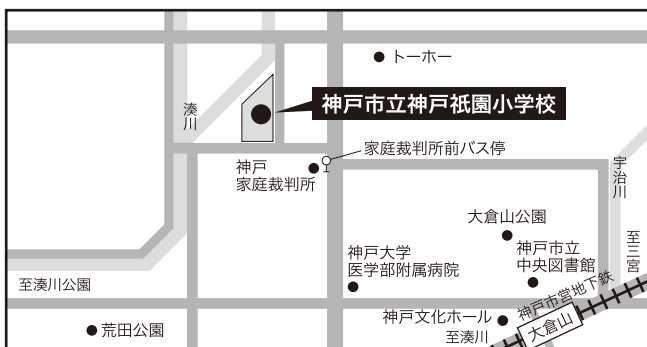 トーホー
湊川
神戸市立神戸祇園小学校
家庭裁判所前バス停
神戸
家庭裁判所
宇治川
大倉山公園
至三宮
神戸市立
中央図書館
神戸大学
医学部附属病院
至湊川公園
神戸市営地下鉄
神戸文化ホール
荒田公園
至湊川
大倉山